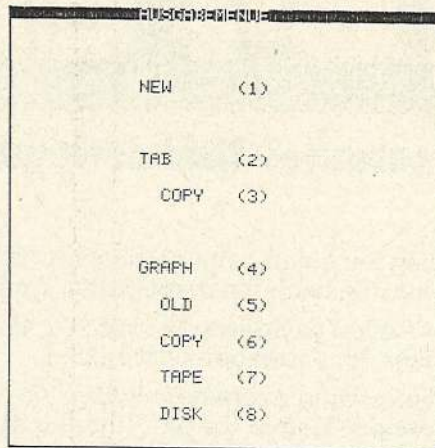 AUSGABEMENUE
NEW (1)
TAB (2)
COPY (3)
GRAPH (4)
OLD (5)
COPY (6)
TAPE (7)
DISK (8)